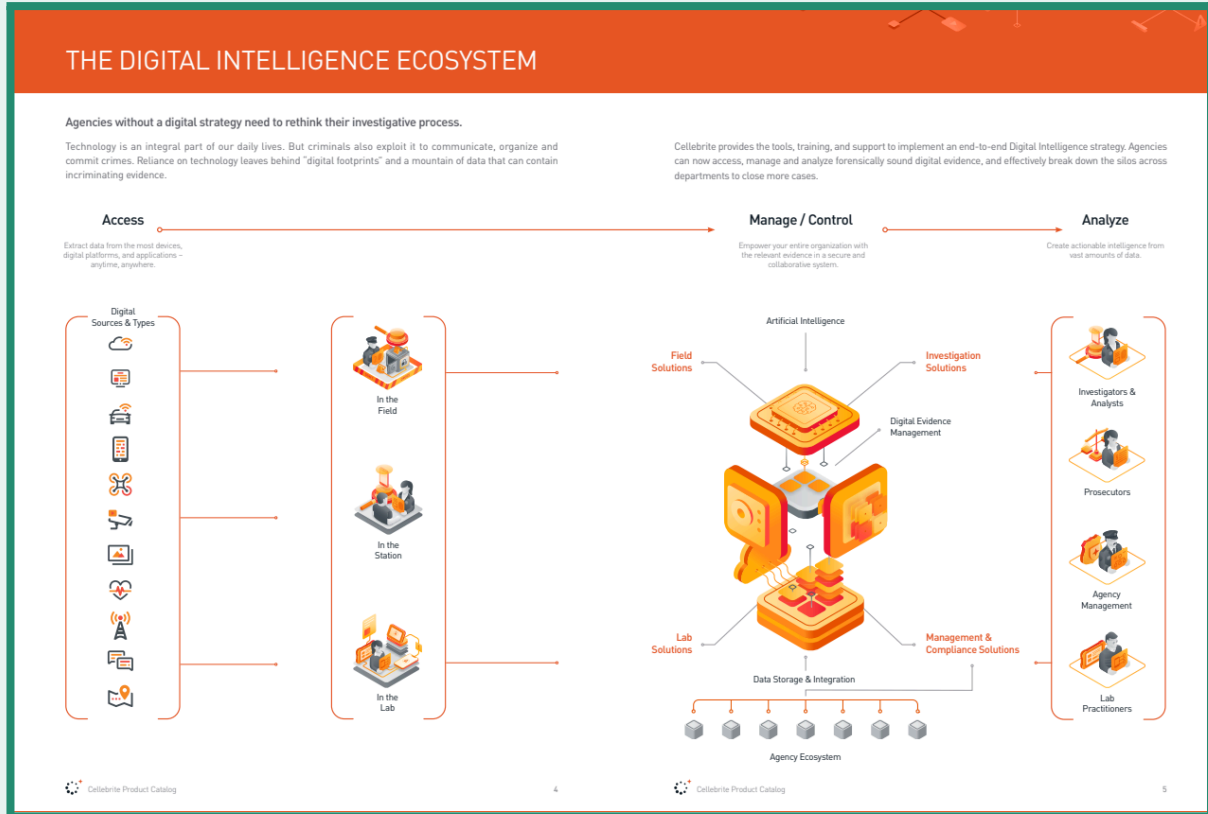 THE DIGITAL INTELLIGENCE ECOSYSTEM
Agencies without a digital strategy need to rethink their investigative process.
Technology is an integral part of our daily lives. But criminals also exploit it to communicate, organize and
commit crimes. Reliance on technology leaves behind "digital footprints" and a mountain of data that can contain
incriminating evidence.
Cellebrite provides the tools, training, and support to implement an end-to-end Digital Intelligence strategy. Agencies
can now access, manage and analyze forensically sound digital evidence, and effectively break down the silos across
departments to close more cases.
Access
Extract data from the most devices,
digital platforms, and applications –
anytime, anywhere.
Manage / Control
Empower your entire organization with
the relevant evidence in a secure and
collaborative system.
Analyze
Create actionable intelligence from
vast amounts of data.
Digital
Sources & Types
In the
Field
In the
Station
In the
Lab
Artificial Intelligence
Field
Solutions
Investigation
Solutions
Digital Evidence
Management
Lab
Solutions
Management &
Compliance Solutions
Data Storage & Integration
Agency Ecosystem
Investigators &
Analysts
Prosecutors
Agency
Management
Lab
Practitioners
Cellebrite Product Catalog
4
Cellebrite Product Catalog
5